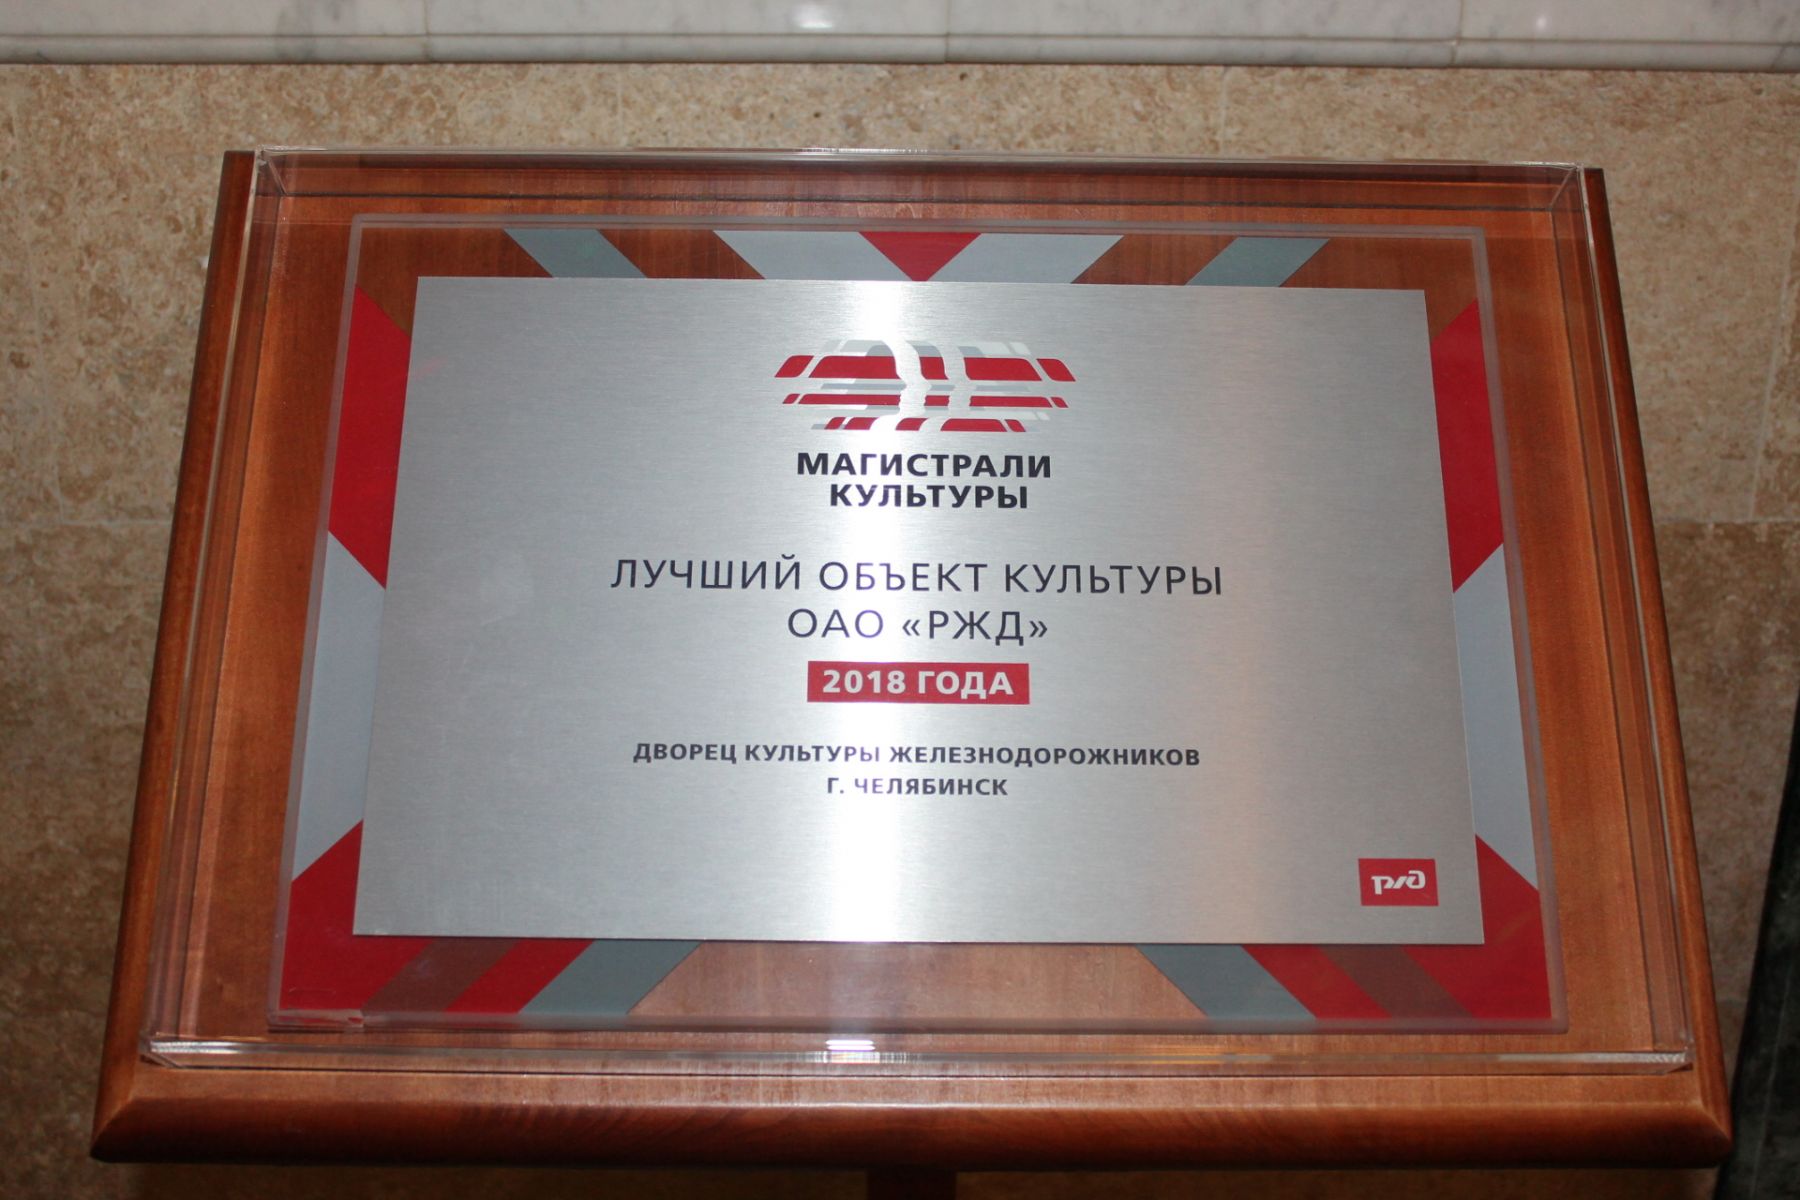 МАГИСТРАЛИ
КУЛЬТУРЫ
ЛУЧШИЙ ОБЪЕКТ КУЛЬТУРЫ
ОАО «РЖД»
2018 ГОДА
ДВОРЕЦ КУЛЬТУРЫ ЖЕЛЕЗНОДОРОЖНИКОВ
Г. ЧЕЛЯБИНСК
РЖД